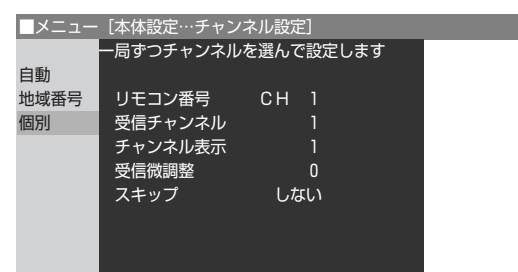 ■メニュー [本体設定…チャンネル設定]
一局ずつチャンネルを選んで設定します
自動
地域番号
個別
リモコン番号 CH 1
受信チャンネル 1
チャンネル表示 1
受信微調整 0
スキップ しない